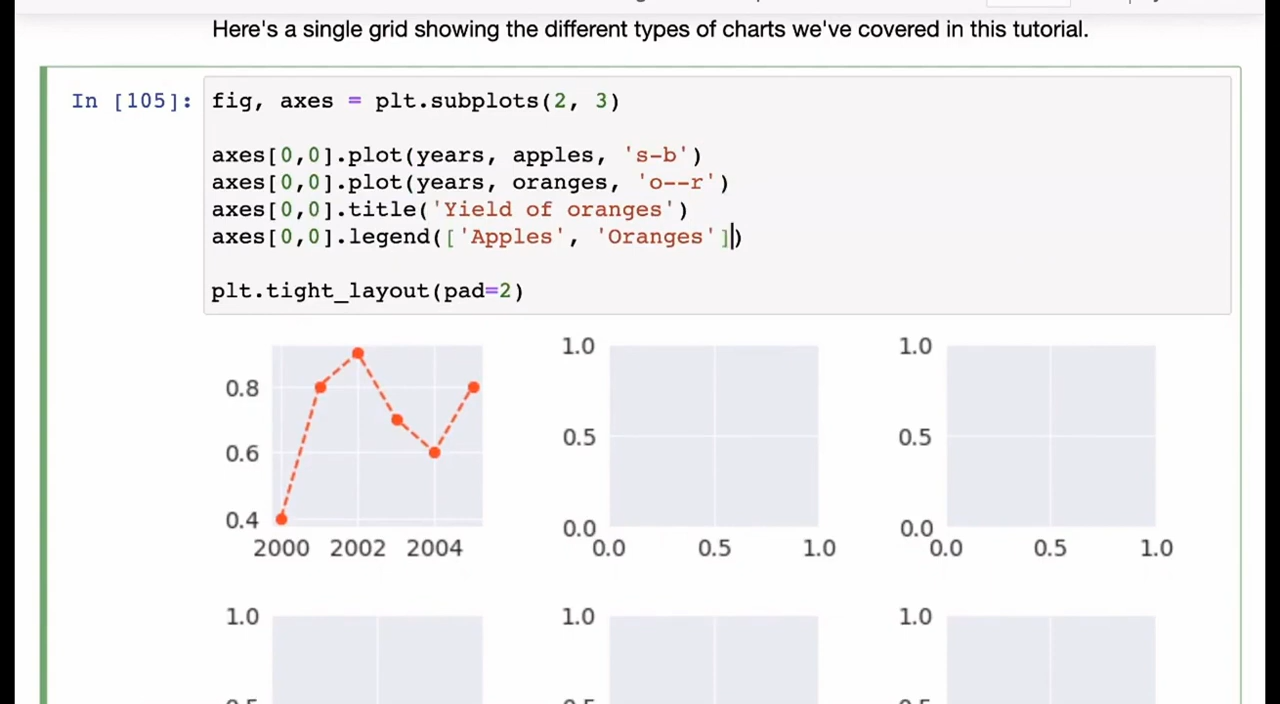 Here's a single grid showing the different types of charts we've covered in this tutorial.
In [105]:
fig, axes = plt.subplots(2, 3)
axes[0,0].plot(years, apples, 's-b')
axes[0,0].plot(years, oranges, 'o--r')
axes[0,0].title('Yield of oranges')
axes[0,0].legend(['Apples', 'Oranges'])
plt.tight_layout(pad=2)
0.8
0.6
0.4
2000 2002 2004
1.0
0.5
0.0
0.0 0.5 1.0
1.0
0.5
0.0
0.0 0.5 1.0
1.0
1.0
1.0